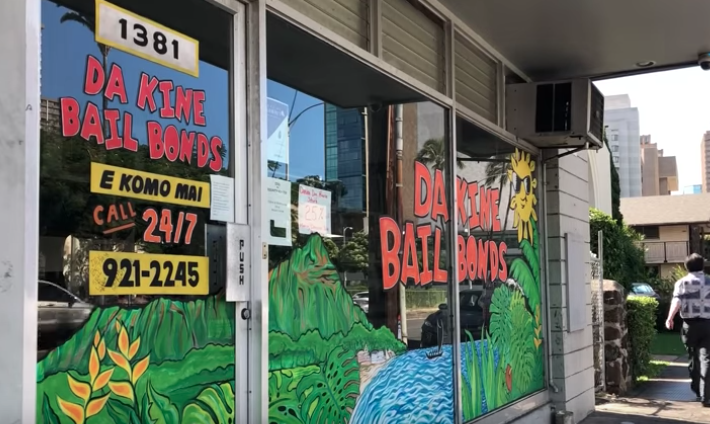 1381
DA KINE
BAIL BONDS
E KOMO MAI
CALL 24/7
921-2245
PUSH
DA KINE
BAIL BONDS